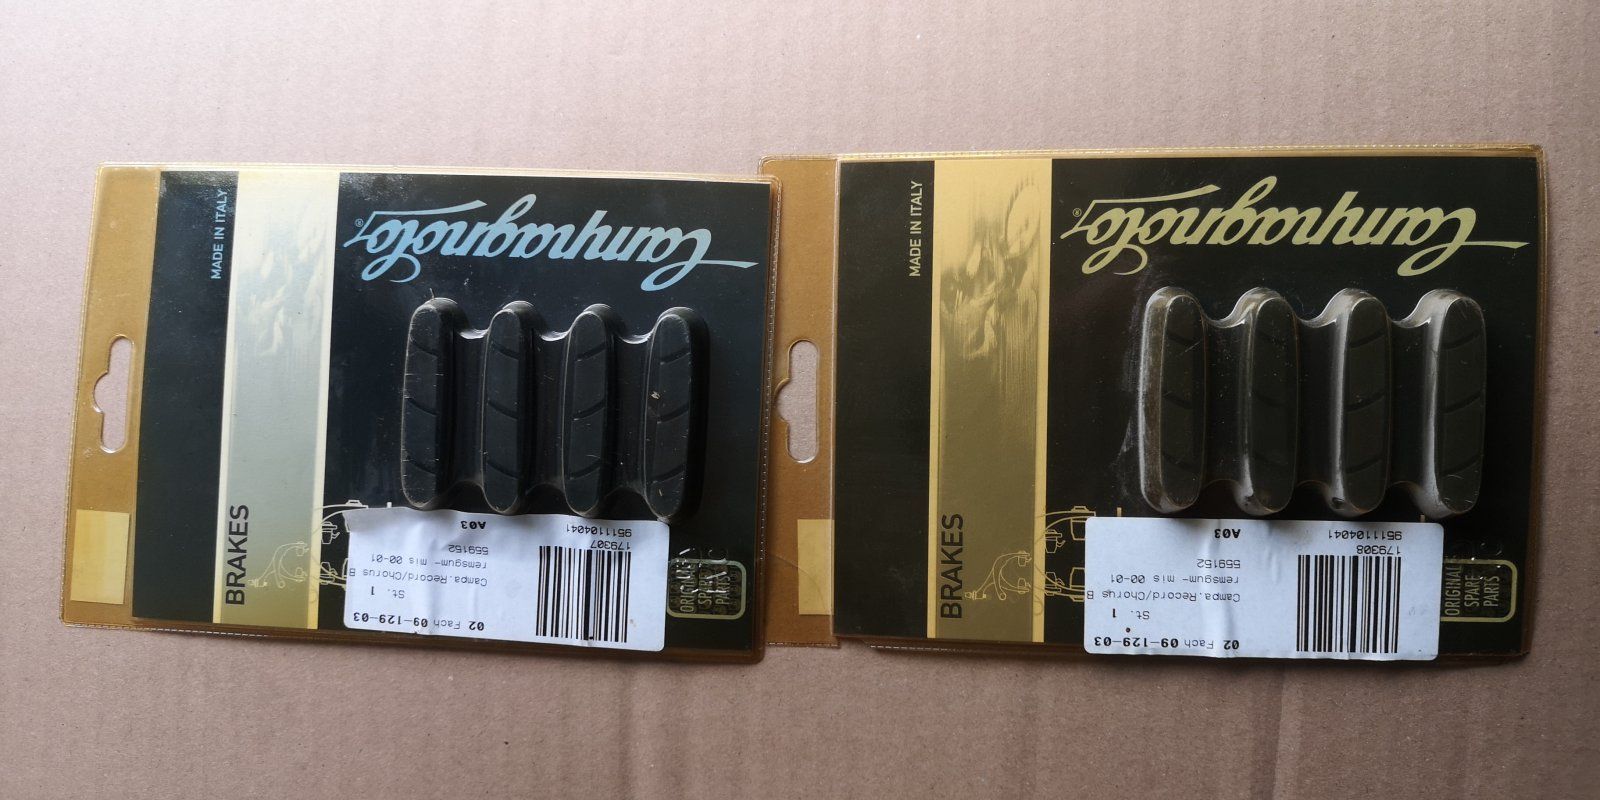 MADE IN ITALY
Campagnolo®
BRAKES
ORIGINAL
SPARE
PARTS
02 Fach 09-129-03
St. 1
Campa.Record/Chorus B
remsgum- mis 00-01
559152
A03
179307
9511104041
MADE IN ITALY
Campagnolo®
BRAKES
ORIGINAL
SPARE
PARTS
02 Fach 09-129-03
St. 1
Campa.Record/Chorus B
remsgum- mis 00-01
559152
A03
179308
9511104041